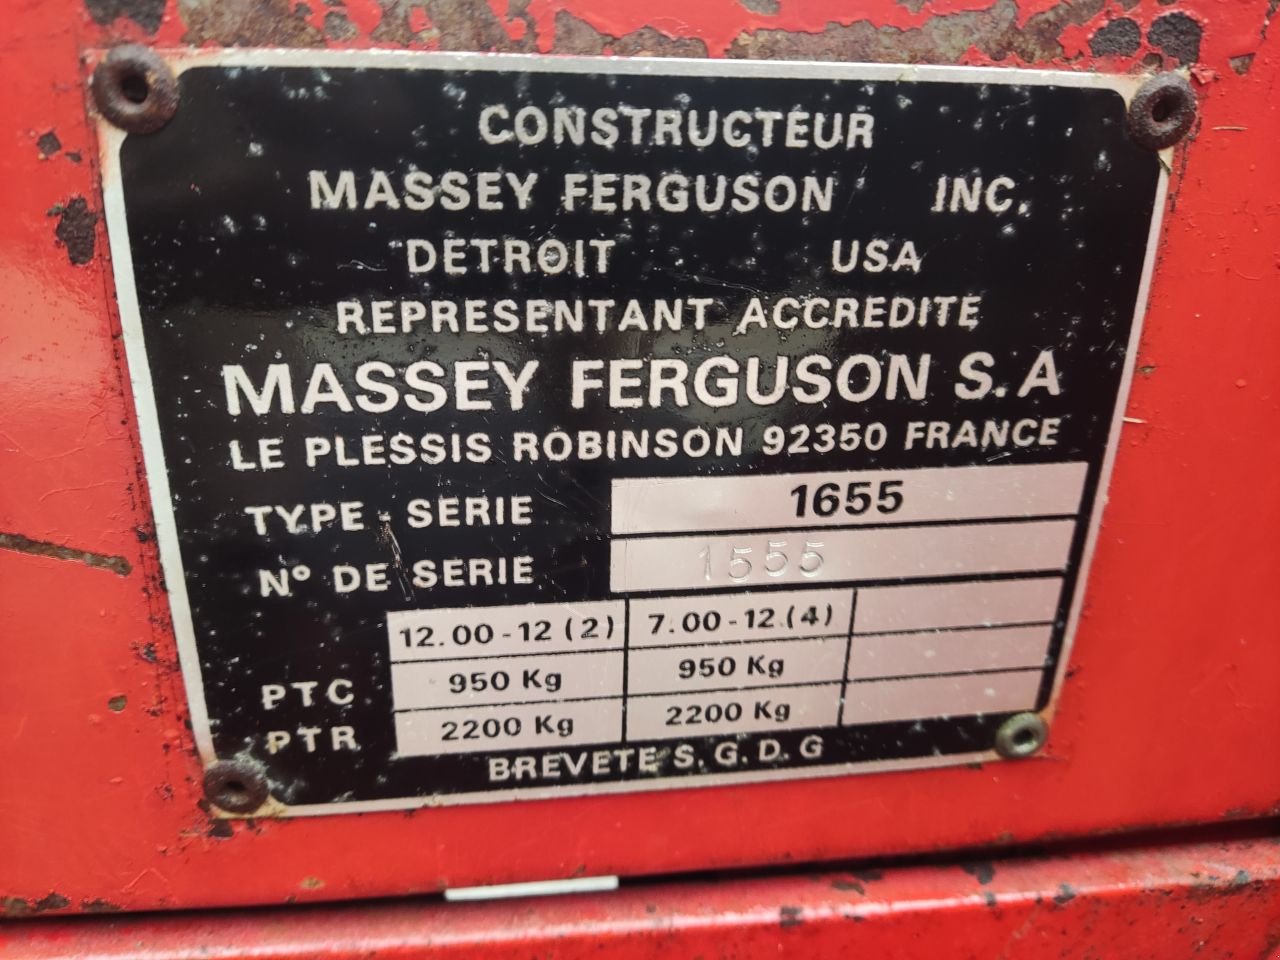 CONSTRUCTEUR
MASSEY FERGUSON INC.
DETROIT USA
REPRESENTANT ACCREDITE
MASSEY FERGUSON S.A
LE PLESSIS ROBINSON 92350 FRANCE
TYPE - SERIE 1655
N° DE SERIE 1555
12.00-12 (2) 7.00-12 (4)
PTC 950 Kg 950 Kg
PTR 2200 Kg 2200 Kg
BREVETE S.G.D.G